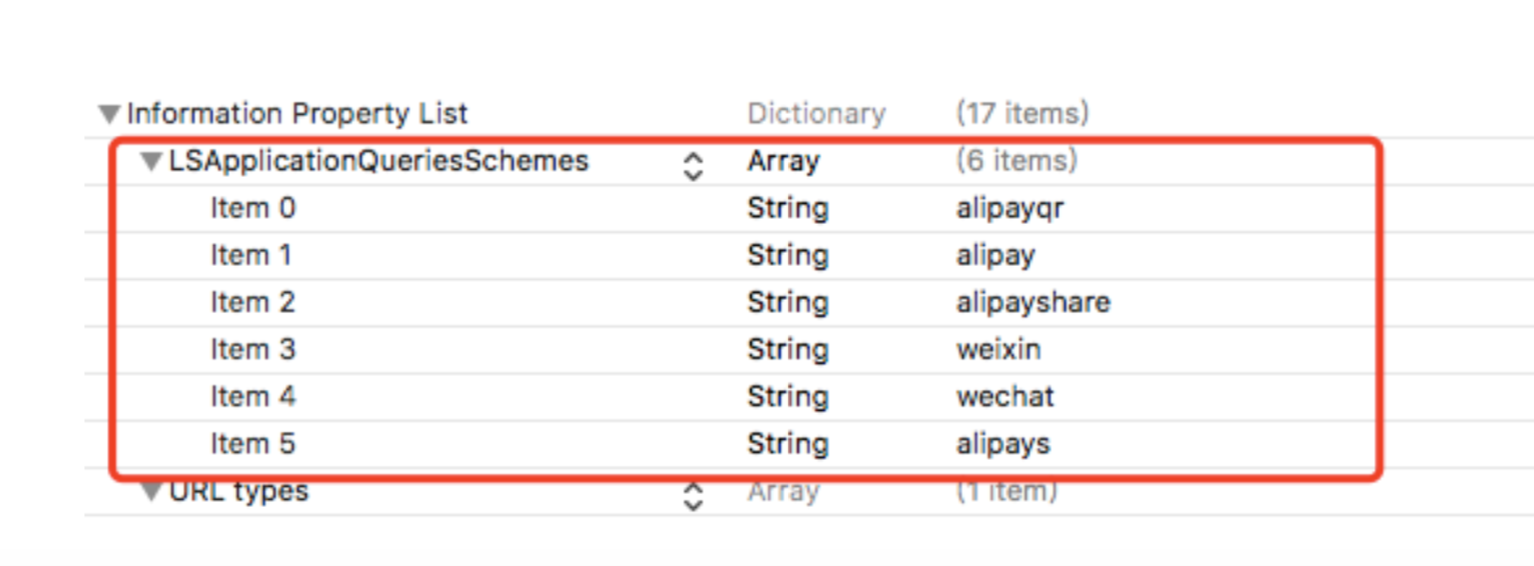 Information Property List Dictionary (17 items)
LSApplicationQueriesSchemes Array (6 items)
Item 0 String alipayqr
Item 1 String alipay
Item 2 String alipayshare
Item 3 String weixin
Item 4 String wechat
Item 5 String alipays
URL types Array (1 item)